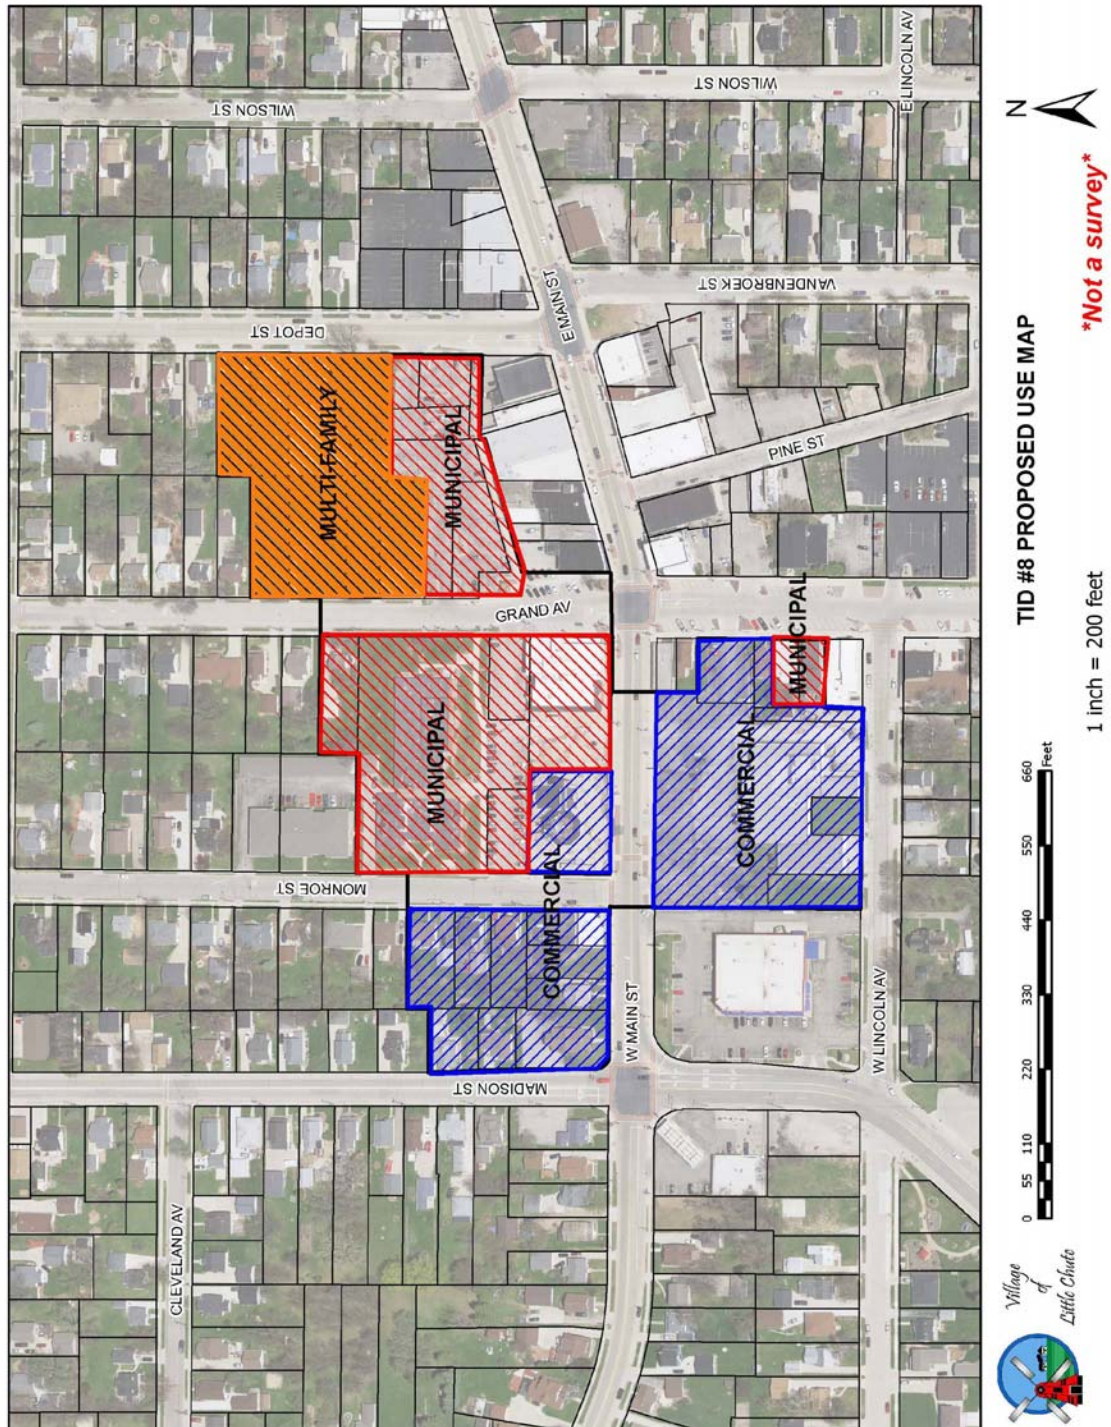 WILSON ST
WILSON ST
E LINCOLN AV
DEPOT ST
E MAIN ST
VANDENBROEK ST
MULTI-FAMILY
MUNICIPAL
PINE ST
GRAND AV
MUNICIPAL
MUNICIPAL
COMMERCIAL
COMMERCIAL
MONROE ST
W MAIN ST
W LINCOLN AV
MADISON ST
CLEVELAND AV
N
*Not a survey*
TID #8 PROPOSED USE MAP
1 inch = 200 feet
0 55 110 220 330 440 550 660
Feet
Village
of
Little Chute